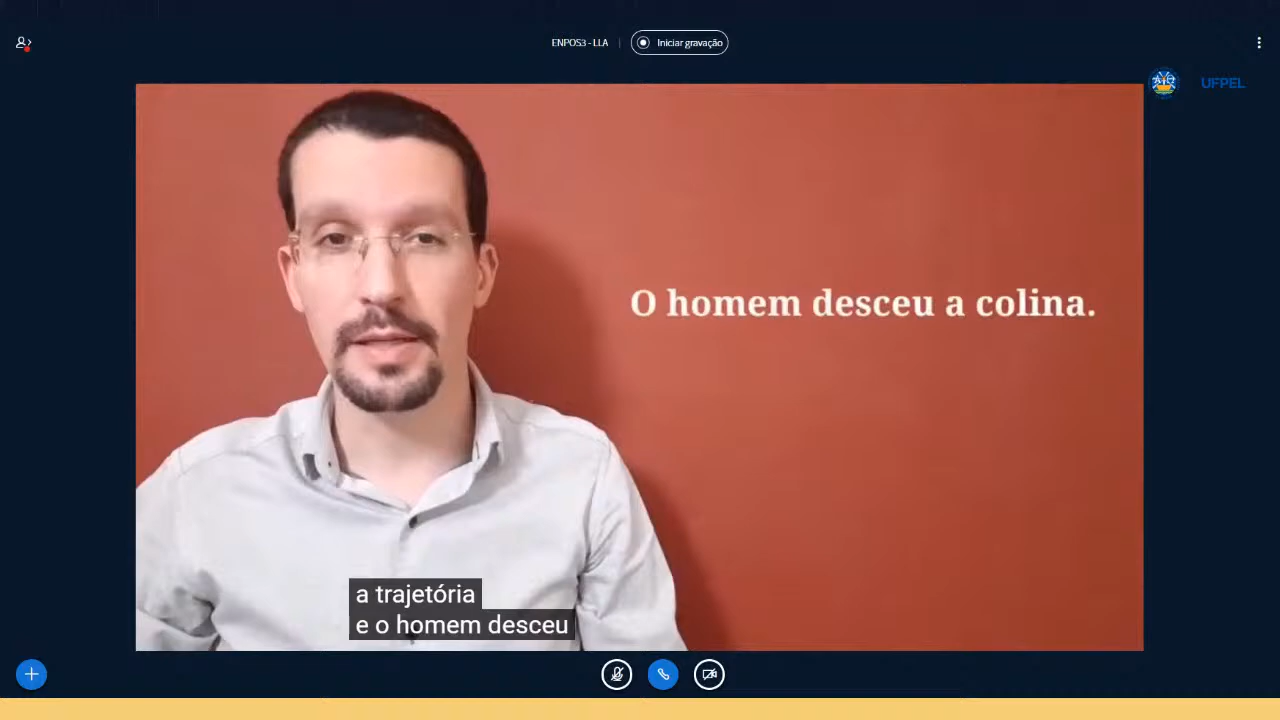 ENPOS3 - LLA
Iniciar gravação
UFPEL
O homem desceu a colina.
a trajetória
e o homem desceu